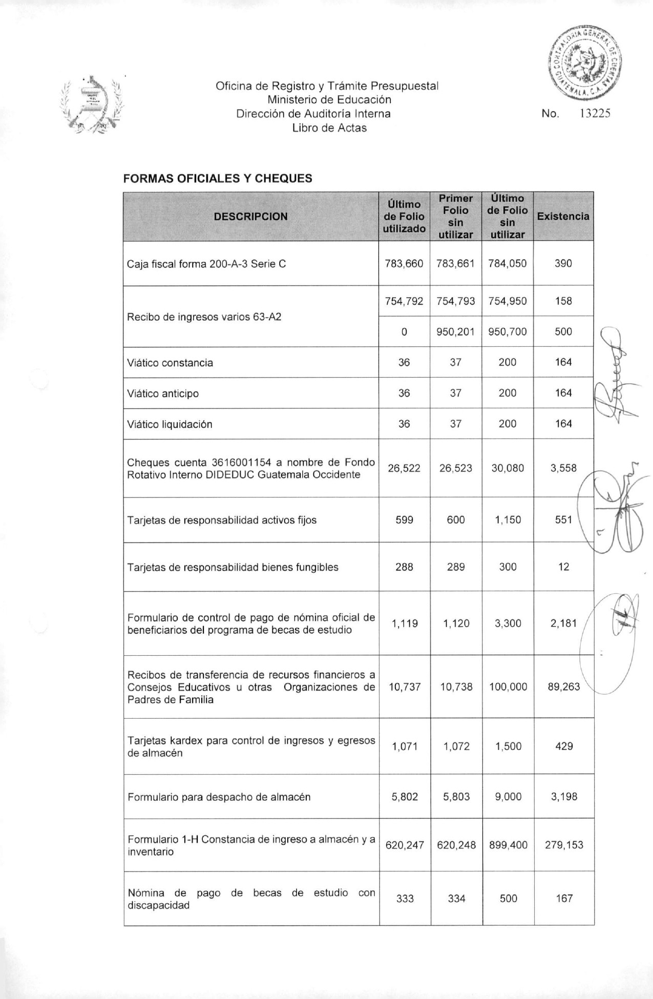 CONTRALORIA GENERAL DE CUENTAS
GUATEMALA, C.A.
Oficina de Registro y Trámite Presupuestal
Ministerio de Educación
Dirección de Auditoría Interna
Libro de Actas
No. 13225
FORMAS OFICIALES Y CHEQUES
DESCRIPCION
Último
de Folio
utilizado
Primer
Folio
sin
utilizar
Último
de Folio
sin
utilizar
Existencia
Caja fiscal forma 200-A-3 Serie C 783,660 783,661 784,050 390
Recibo de ingresos varios 63-A2
754,792 754,793 754,950 158
0 950,201 950,700 500
Viático constancia 36 37 200 164
Viático anticipo 36 37 200 164
Viático liquidación 36 37 200 164
Cheques cuenta 3616001154 a nombre de Fondo
Rotativo Interno DIDEDUC Guatemala Occidente
26,522 26,523 30,080 3,558
Tarjetas de responsabilidad activos fijos 599 600 1,150 551
Tarjetas de responsabilidad bienes fungibles 288 289 300 12
Formulario de control de pago de nómina oficial de
beneficiarios del programa de becas de estudio
1,119 1,120 3,300 2,181
Recibos de transferencia de recursos financieros a
Consejos Educativos u otras Organizaciones de
Padres de Familia
10,737 10,738 100,000 89,263
Tarjetas kardex para control de ingresos y egresos
de almacén
1,071 1,072 1,500 429
Formulario para despacho de almacén 5,802 5,803 9,000 3,198
Formulario 1-H Constancia de ingreso a almacén y a
inventario
620,247 620,248 899,400 279,153
Nómina de pago de becas de estudio con
discapacidad
333 334 500 167